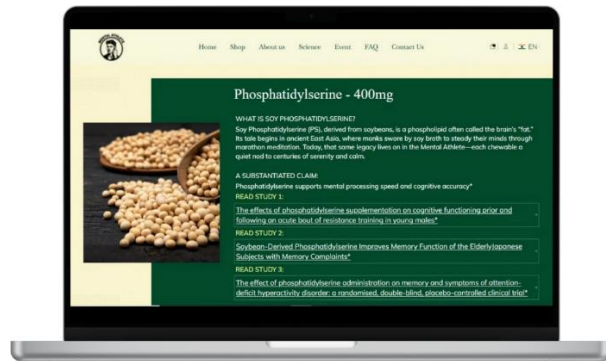 MENTAL ATHLETE
Home Shop About us Science Event FAQ Contact Us EN
Phosphatidylserine - 400mg
WHAT IS SOY PHOSPHATIDYLSERINE?
Soy Phosphatidylserine (PS), derived from soybeans, is a phospholipid often called the brain's "fat."
Its tale begins in ancient East Asia, where monks swore by soy broth to steady their minds through
marathon meditation. Today, that same legacy lives on in the Mental Athlete—each chewable a
quiet nod to centuries of serenity and calm.
A SUBSTANTIATED CLAIM:
Phosphatidylserine supports mental processing speed and cognitive accuracy*
READ STUDY 1:
The effects of phosphatidylserine supplementation on cognitive functioning prior and
following an acute bout of resistance training in young males*
READ STUDY 2:
Soybean-Derived Phosphatidylserine Improves Memory Function of the ElderlyJapanese
Subjects with Memory Complaints*
READ STUDY 3:
The effect of phosphatidylserine administration on memory and symptoms of attention-
deficit hyperactivity disorder: a randomised, double-blind, placebo-controlled clinical trial*